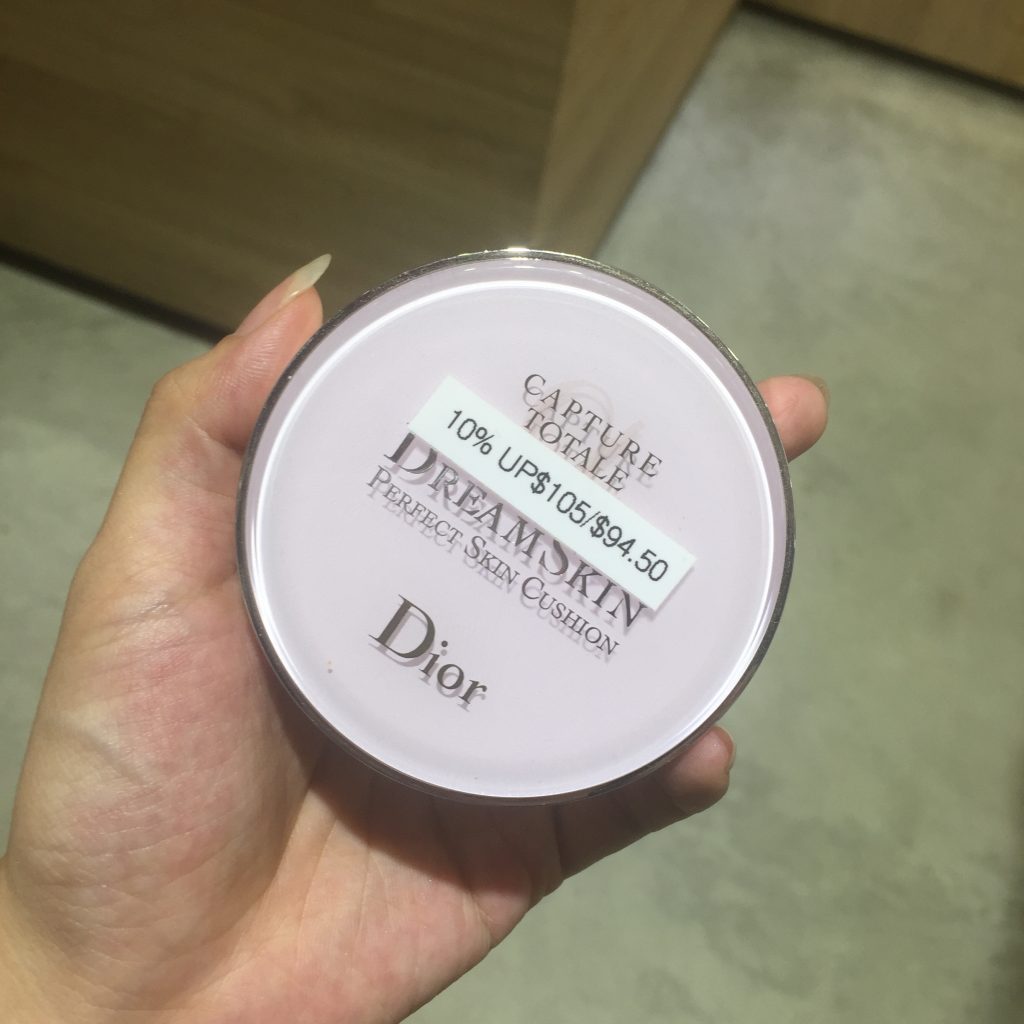 CAPTURE
TOTALE
10% UP$105/$94.50
DREAMSKIN
PERFECT SKIN CUSHION
Dior